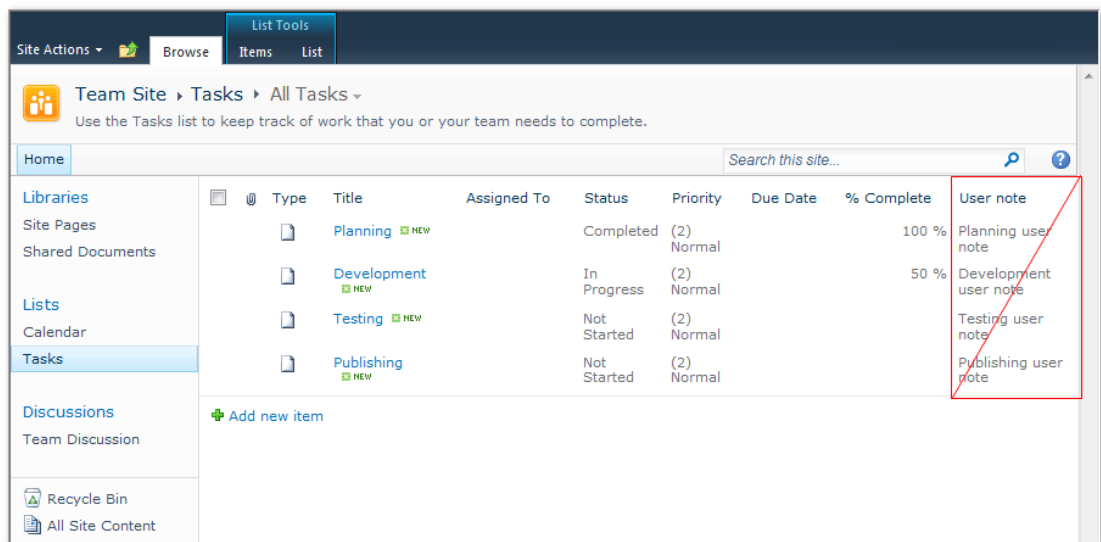 List Tools
Site Actions Browse Items List
Team Site Tasks All Tasks
Use the Tasks list to keep track of work that you or your team needs to complete.
Home Search this site...
Libraries
Site Pages
Shared Documents
Lists
Calendar
Tasks
Discussions
Team Discussion
Recycle Bin
All Site Content
Type Title Assigned To Status Priority Due Date % Complete User note
Planning NEW Completed (2) 100 % Planning user
Normal note
Development In (2) 50 % Development
NEW Progress Normal user note
Testing NEW Not (2) Testing user
Started Normal note
Publishing Not (2) Publishing user
NEW Started Normal note
Add new item